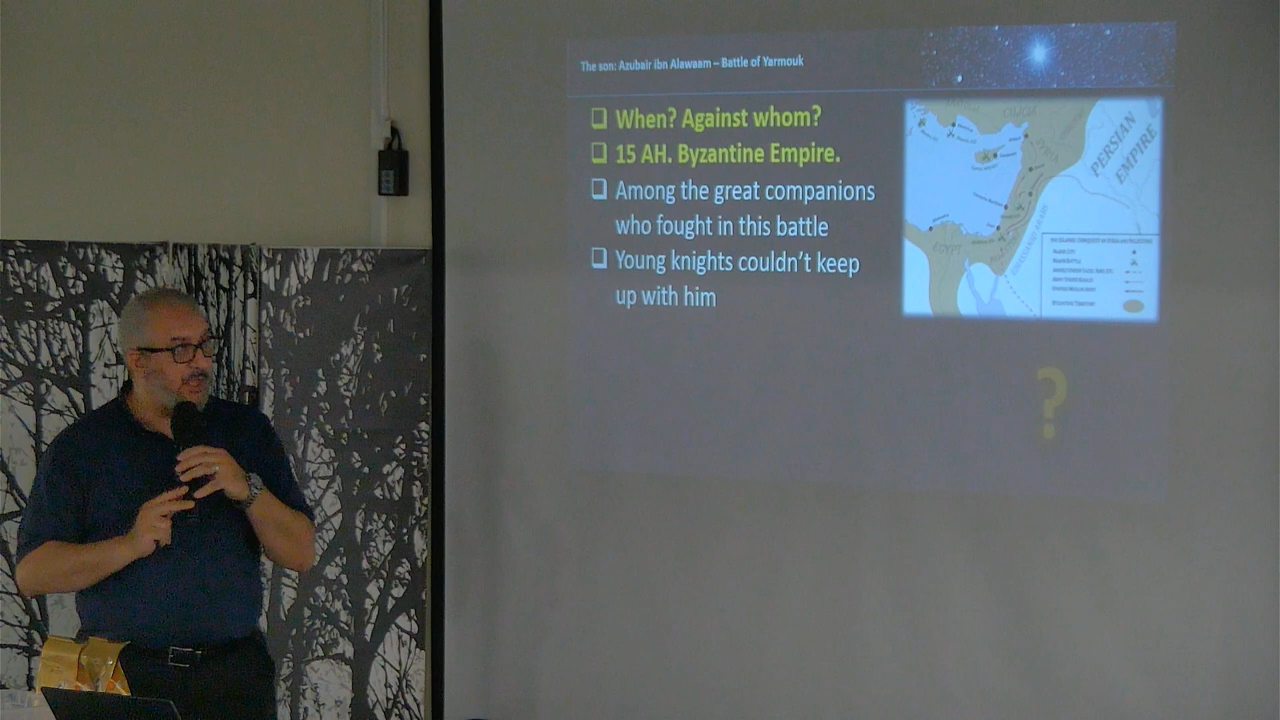 The son: Azubair ibn Alawaam – Battle of Yarmouk
When? Against whom?
15 AH. Byzantine Empire.
Among the great companions
who fought in this battle
Young knights couldn't keep
up with him
PERSIAN
EMPIRE
EGYPT
?